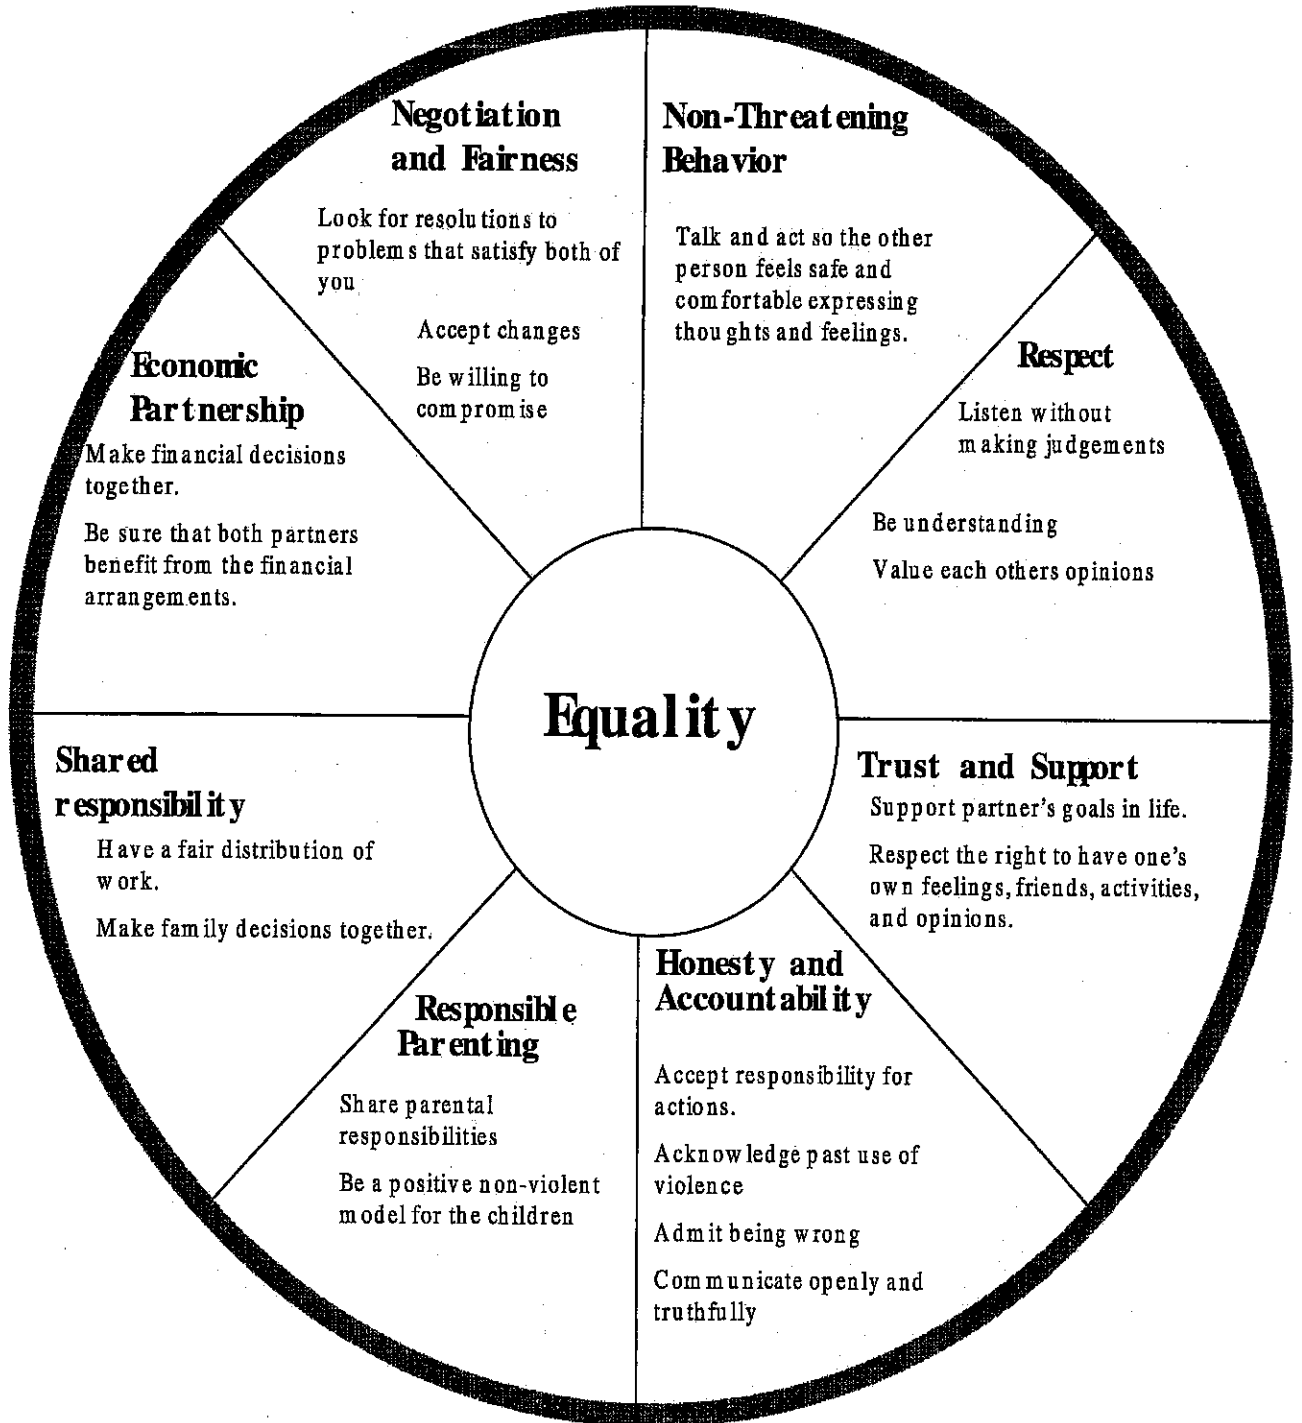 Negotiation
and Fairness
Look for resolutions to
problems that satisfy both of
you
Accept changes
Be willing to
compromise
Non-Threatening
Behavior
Talk and act so the other
person feels safe and
comfortable expressing
thoughts and feelings.
Respect
Listen without
making judgements
Be understanding
Value each others opinions
Trust and Support
Support partner's goals in life.
Respect the right to have one's
own feelings, friends, activities,
and opinions.
Honesty and
Accountability
Accept responsibility for
actions.
Acknowledge past use of
violence
Admit being wrong
Communicate openly and
truthfully
Responsible
Parenting
Share parental
responsibilities
Be a positive non-violent
model for the children
Shared
responsibility
Have a fair distribution of
work.
Make family decisions together.
Economic
Partnership
Make financial decisions
together.
Be sure that both partners
benefit from the financial
arrangements.
Equality